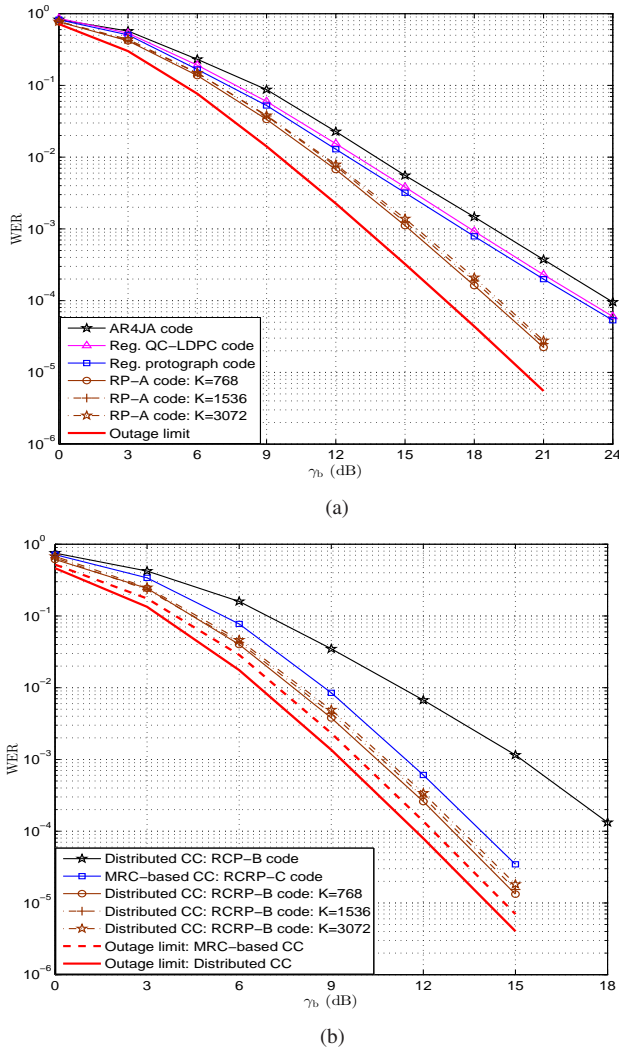 10^0
10^-1
10^-2
10^-3
10^-4
10^-5
10^-6
WER
AR4JA code
Reg. QC-LDPC code
Reg. protograph code
RP-A code: K=768
RP-A code: K=1536
RP-A code: K=3072
Outage limit
0 3 6 9 12 15 18 21 24
γb (dB)
(a)
10^0
10^-1
10^-2
10^-3
10^-4
10^-5
10^-6
WER
Distributed CC: RCP-B code
MRC-based CC: RCRP-C code
Distributed CC: RCRP-B code: K=768
Distributed CC: RCRP-B code: K=1536
Distributed CC: RCRP-B code: K=3072
Outage limit: MRC-based CC
Outage limit: Distributed CC
0 3 6 9 12 15 18
γb (dB)
(b)